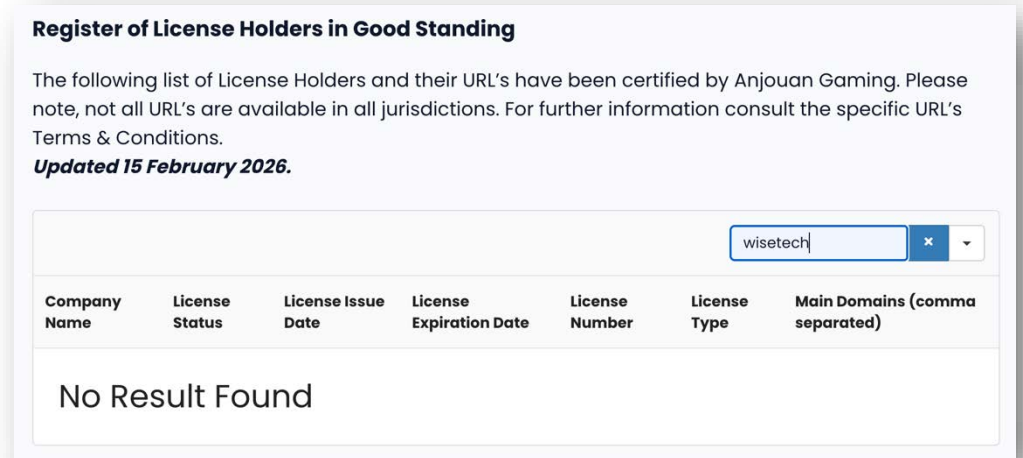 Register of License Holders in Good Standing
The following list of License Holders and their URL’s have been certified by Anjouan Gaming. Please
note, not all URL’s are available in all jurisdictions. For further information consult the specific URL’s
Terms & Conditions.
Updated 15 February 2026.
wisetech
Company Name
License Status
License Issue Date
License Expiration Date
License Number
License Type
Main Domains (comma separated)
No Result Found